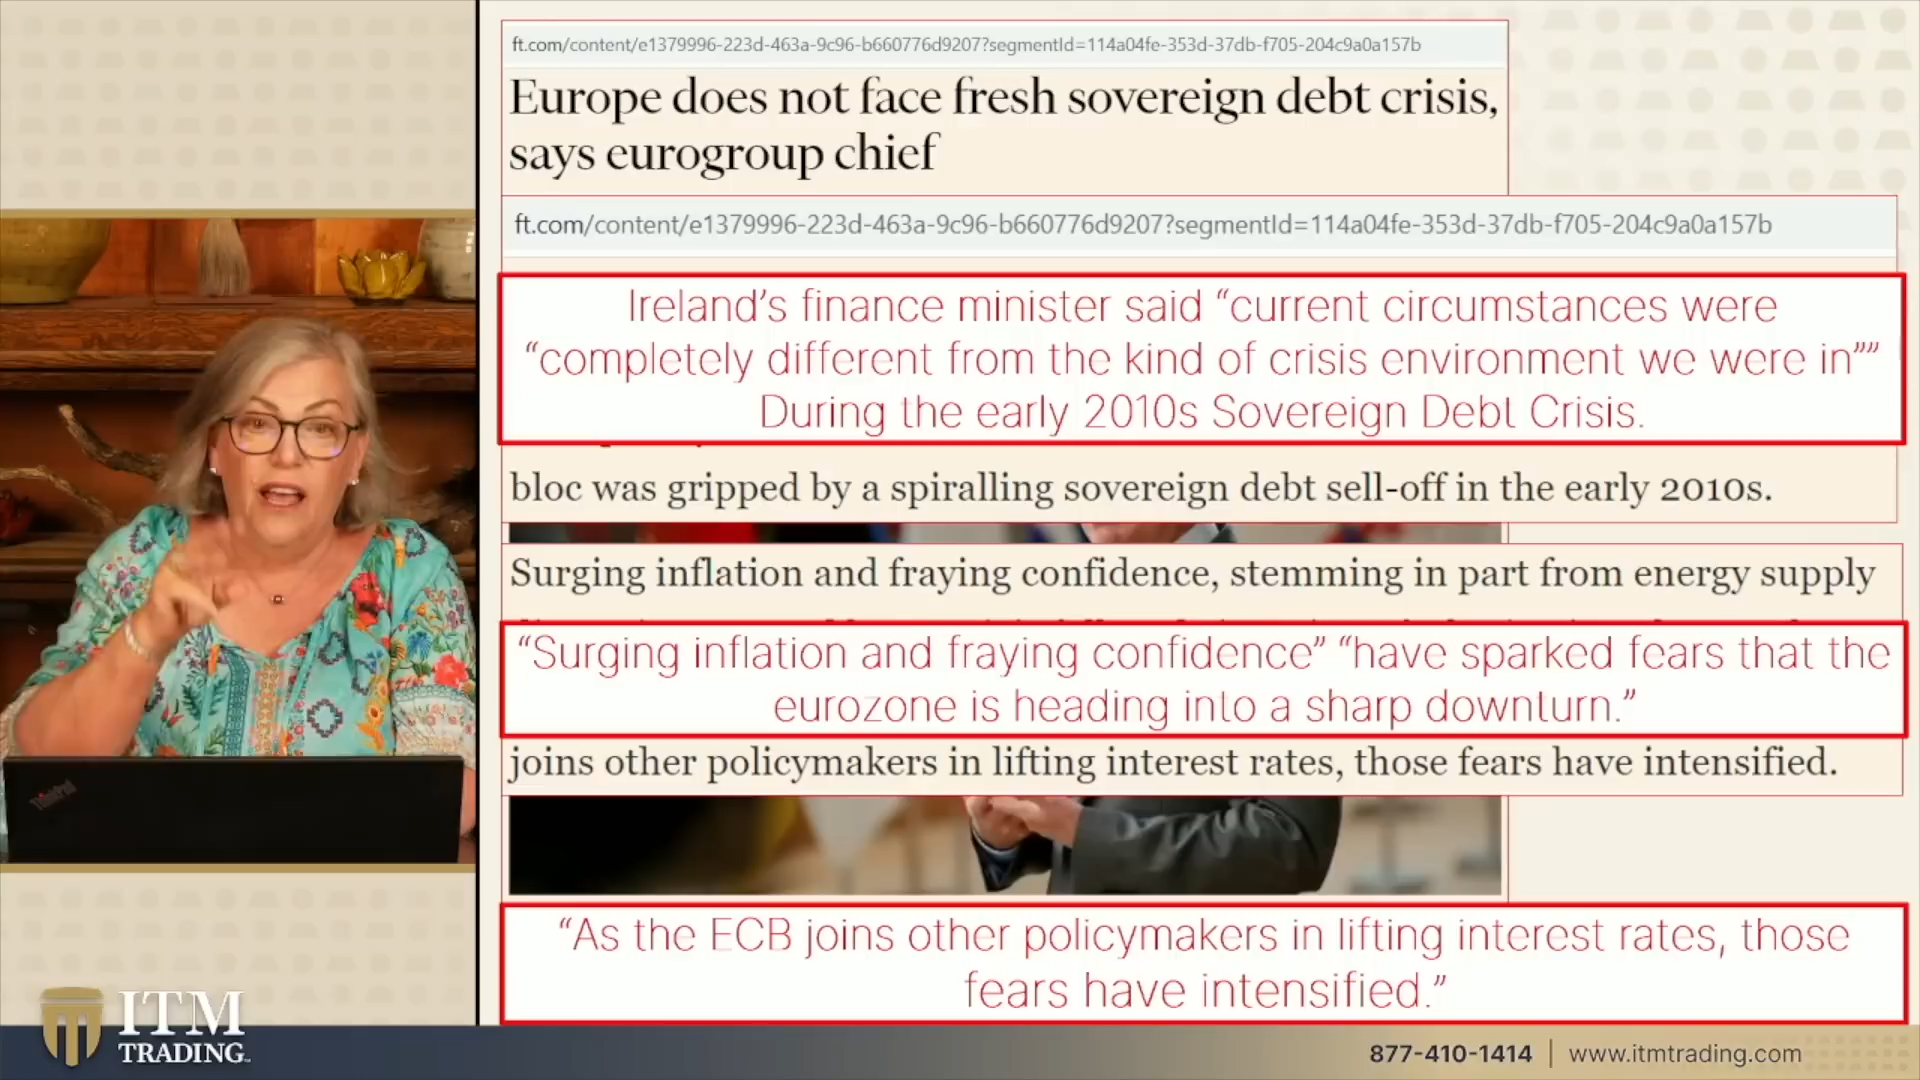 ft.com/content/e1379996-223d-463a-9c96-b660776d9207?segmentId=114a04fe-353d-37db-f705-204c9a0a157b
Europe does not face fresh sovereign debt crisis,
says eurogroup chief
ft.com/content/e1379996-223d-463a-9c96-b660776d9207?segmentId=114a04fe-353d-37db-f705-204c9a0a157b
Ireland’s finance minister said “current circumstances were
“completely different from the kind of crisis environment we were in””
During the early 2010s Sovereign Debt Crisis.
bloc was gripped by a spiralling sovereign debt sell-off in the early 2010s.
Surging inflation and fraying confidence, stemming in part from energy supply
“Surging inflation and fraying confidence” “have sparked fears that the
eurozone is heading into a sharp downturn.”
joins other policymakers in lifting interest rates, those fears have intensified.
“As the ECB joins other policymakers in lifting interest rates, those
fears have intensified.”
ThinkPad
ITM
TRADING
877-410-1414 | www.itmtrading.com